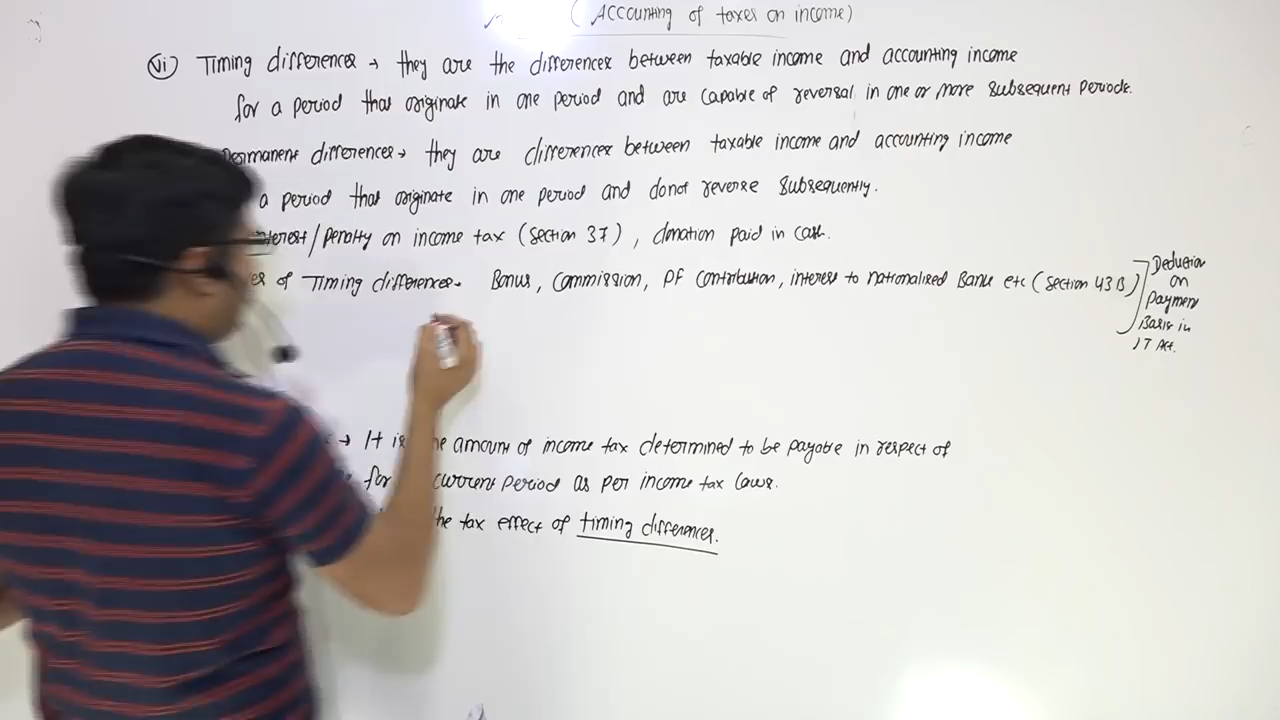 (Accounting of taxes on income)
(vi) Timing differences → they are the differences between taxable income and accounting income
for a period that originate in one period and are capable of reversal in one or more subsequent periods.
Permanent differences → they are differences between taxable income and accounting income
a period that originate in one period and donot reverse subsequently.
interest/penalty on income tax (section 37), donation paid in cash.
es of Timing differences - Bonus, Commission, PF contribution, interest to Nationalised Banks etc (section 43 B)
Deduction
on
payment
Basis in
IT Act.
→ It is the amount of income tax determined to be payable in respect of
for current period as per income tax laws.
the tax effect of timing differences.